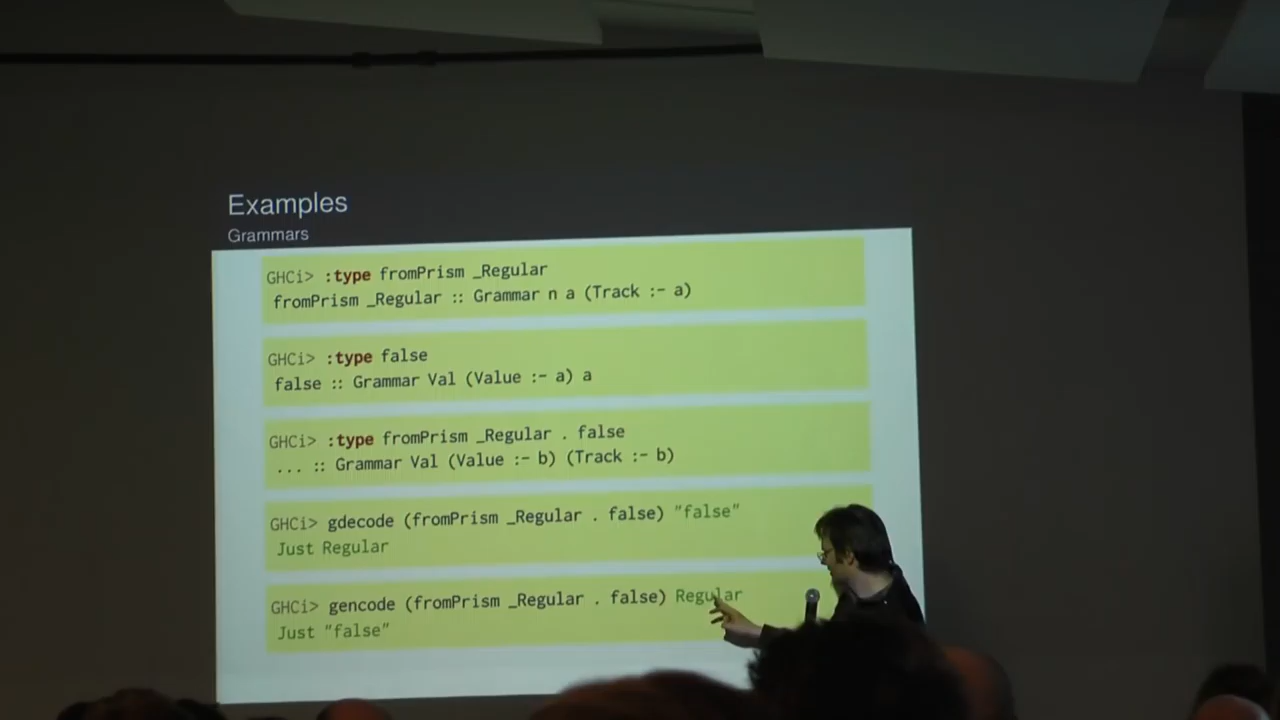 Examples
Grammars
GHCi> :type fromPrism _Regular
fromPrism _Regular :: Grammar n a (Track :- a)
GHCi> :type false
false :: Grammar Val (Value :- a) a
GHCi> :type fromPrism _Regular . false
... :: Grammar Val (Value :- b) (Track :- b)
GHCi> gdecode (fromPrism _Regular . false) "false"
Just Regular
GHCi> gencode (fromPrism _Regular . false) Regular
Just "false"